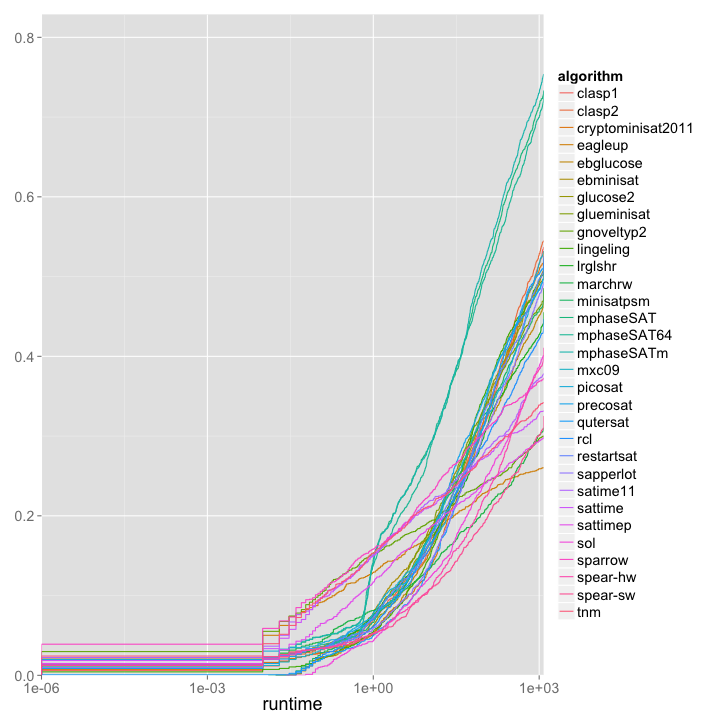 0.8
0.6
0.4
0.2
0.0
1e-06
1e-03
1e+00
1e+03
runtime
algorithm
clasp1
clasp2
cryptominisat2011
eagleup
ebglucose
ebminisat
glucose2
glueminisat
gnoveltyp2
lingeling
lrglshr
marchrw
minisatpsm
mphaseSAT
mphaseSAT64
mphaseSATm
mxc09
picosat
precosat
qutersat
rcl
restartsat
sapperlot
satime11
sattime
sattimep
sol
sparrow
spear-hw
spear-sw
tnm